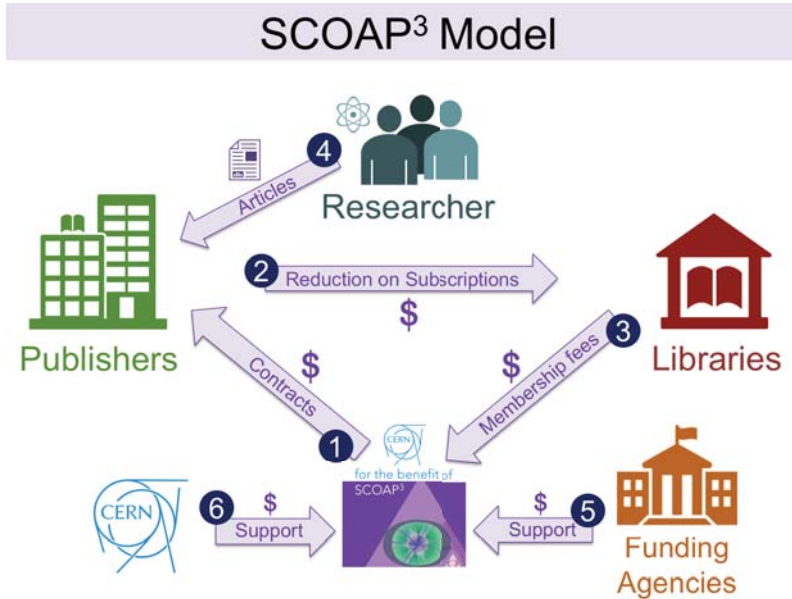 SCOAP³ Model
4
Articles
Researcher
2
Reduction on Subscriptions
$
Publishers
Libraries
3
$
Contracts
$
Membership fees
1
CERN
for the benefit of
SCOAP³
CERN
6
$
Support
$
Support
5
Funding
Agencies